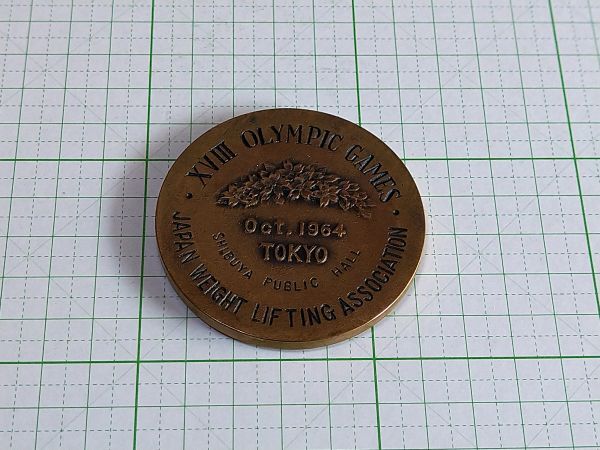 XVIII OLYMPIC GAMES
Oct. 1964
TOKYO
SHIBUYA PUBLIC HALL
JAPAN WEIGHT LIFTING ASSOCIATION